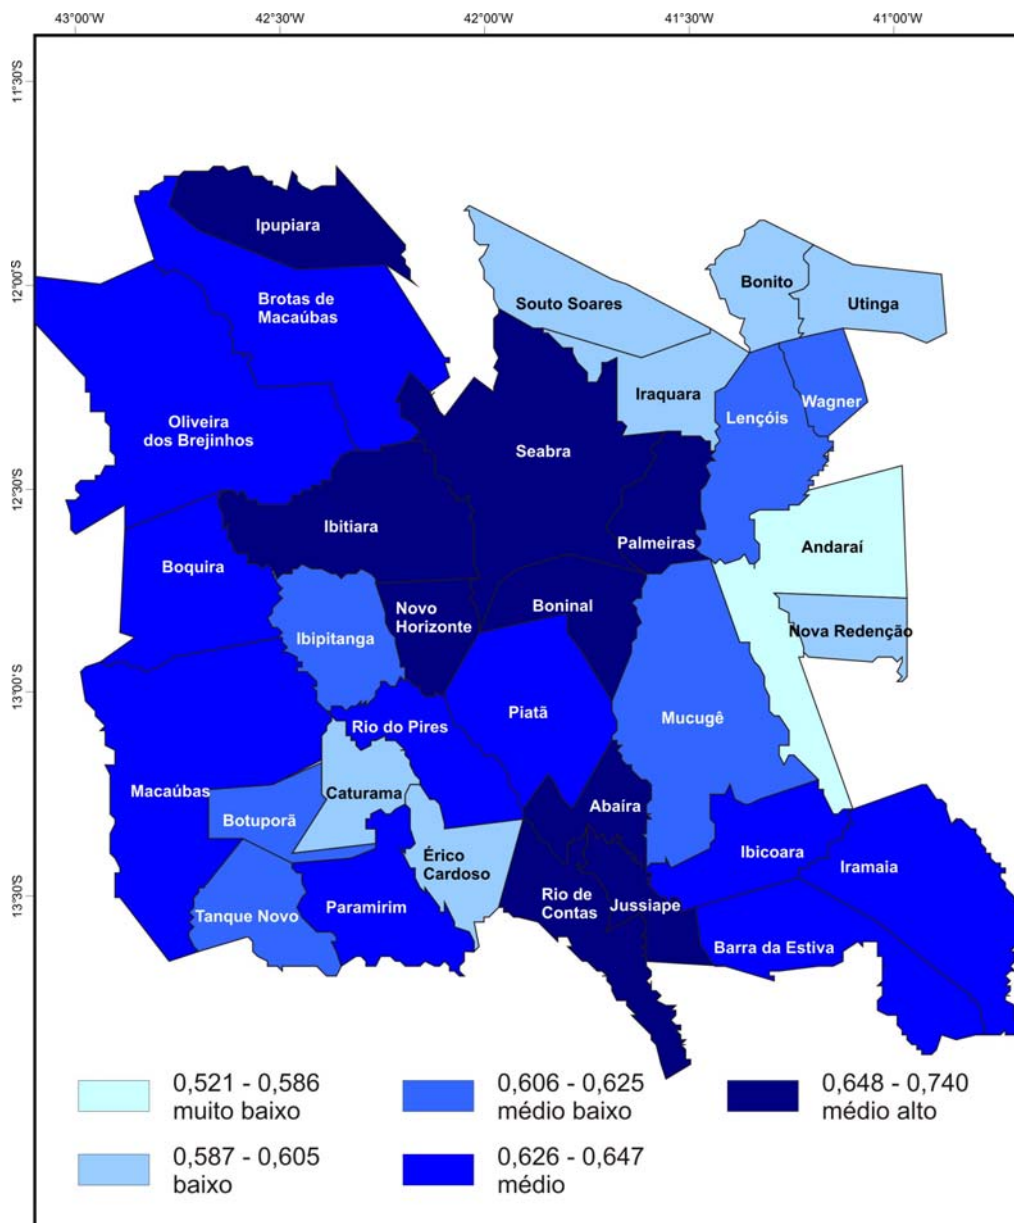 43°00'W
42°30'W
42°00'W
41°30'W
41°00'W
11°30'S
12°00'S
12°30'S
13°00'S
13°30'S
Ipupiara
Brotas de
Macaúbas
Souto Soares
Bonito
Utinga
Iraquara
Lençóis
Wagner
Oliveira
dos Brejinhos
Seabra
Ibitiara
Palmeiras
Andaraí
Boquira
Novo
Horizonte
Boninal
Nova Redenção
Ibipitanga
Rio do Pires
Piatã
Mucugê
Macaúbas
Caturama
Botuporã
Abaíra
Érico
Cardoso
Ibicoara
Iramaia
Tanque Novo
Paramirim
Rio de
Contas
Jussiape
Barra da Estiva
0,521 - 0,586
muito baixo
0,587 - 0,605
baixo
0,606 - 0,625
médio baixo
0,626 - 0,647
médio
0,648 - 0,740
médio alto